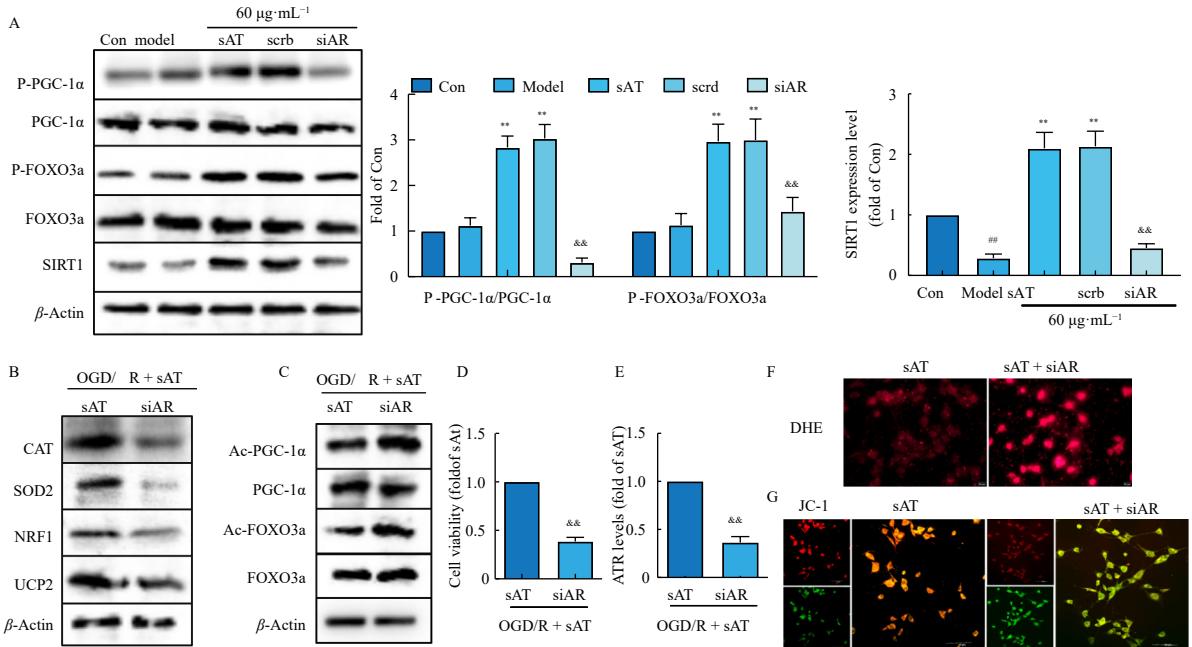 A
60 μg·mL⁻¹
Con model sAT scrb siAR
P-PGC-1α
PGC-1α
P-FOXO3a
FOXO3a
SIRT1
β-Actin
Con Model sAT scrd siAR
Fold of Con
4
3
2
1
0
** ** && ** ** &&
P -PGC-1α/PGC-1α P -FOXO3a/FOXO3a
SIRT1 expression level
(fold of Con)
3
2
1
0
## ** ** &&
Con Model sAT scrb siAR
60 μg·mL⁻¹
B
OGD/ R + sAT
sAT siAR
CAT
SOD2
NRF1
UCP2
β-Actin
C
OGD/ R + sAT
sAT siAR
Ac-PGC-1α
PGC-1α
Ac-FOXO3a
FOXO3a
β-Actin
D
Cell viability (foldof sAt)
1.5
1.0
0.5
0
&&
sAT siAR
OGD/R + sAT
E
ATR levels (fold of sAT)
1.5
1.0
0.5
0
&&
sAT siAR
OGD/R + sAT
F
sAT sAT + siAR
DHE
G
JC-1 sAT sAT + siAR